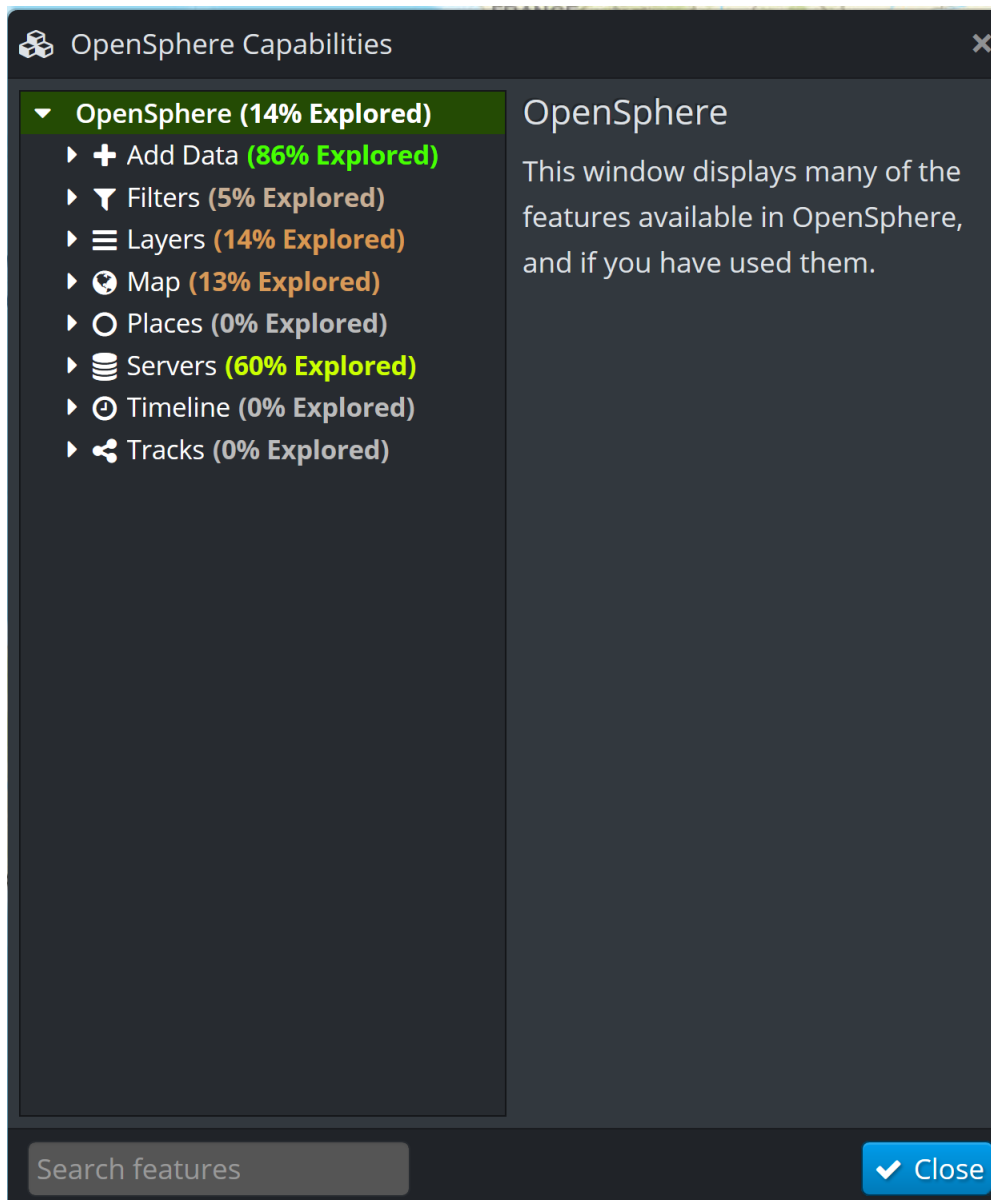 FRANCE
OpenSphere Capabilities
OpenSphere (14% Explored)
Add Data (86% Explored)
Filters (5% Explored)
Layers (14% Explored)
Map (13% Explored)
Places (0% Explored)
Servers (60% Explored)
Timeline (0% Explored)
Tracks (0% Explored)
OpenSphere
This window displays many of the
features available in OpenSphere,
and if you have used them.
Search features
Close